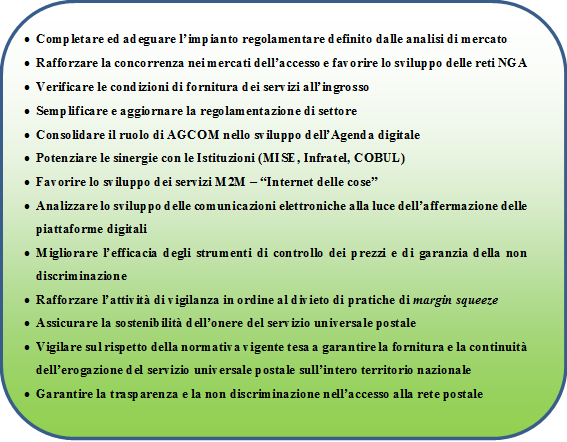 • Completare ed adeguare l’impianto regolamentare definito dalle analisi di mercato
• Rafforzare la concorrenza nei mercati dell’accesso e favorire lo sviluppo delle reti NGA
• Verificare le condizioni di fornitura dei servizi all’ingrosso
• Semplificare e aggiornare la regolamentazione di settore
• Consolidare il ruolo di AGCOM nello sviluppo dell’Agenda digitale
• Potenziare le sinergie con le Istituzioni (MISE, Infratel, COBUL)
• Favorire lo sviluppo dei servizi M2M – “Internet delle cose”
• Analizzare lo sviluppo delle comunicazioni elettroniche alla luce dell’affermazione delle
piattaforme digitali
• Migliorare l’efficacia degli strumenti di controllo dei prezzi e di garanzia della non
discriminazione
• Rafforzare l’attività di vigilanza in ordine al divieto di pratiche di margin squeeze
• Assicurare la sostenibilità dell’onere del servizio universale postale
• Vigilare sul rispetto della normativa vigente tesa a garantire la fornitura e la continuità
dell’erogazione del servizio universale postale sull’intero territorio nazionale
• Garantire la trasparenza e la non discriminazione nell’accesso alla rete postale